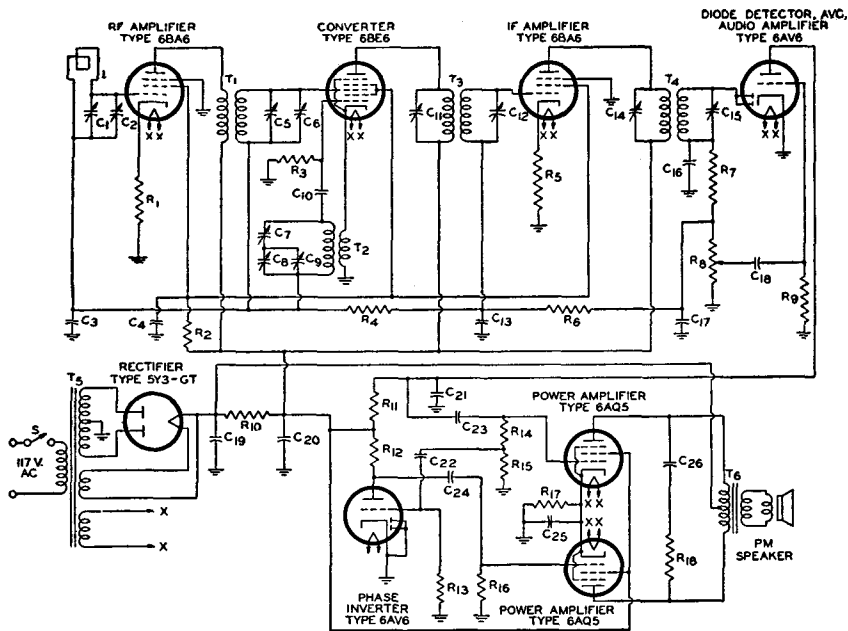 RF AMPLIFIER
TYPE 6BA6
CONVERTER
TYPE 6BE6
IF AMPLIFIER
TYPE 6BA6
DIODE DETECTOR, AVC,
AUDIO AMPLIFIER
TYPE 6AV6
L
T1
T3
T4
C1
C2
C5
C6
C11
C12
C14
C15
X X
X X
X X
X X
R3
C10
C16
R7
R1
R5
C7
C8
C9
T2
R8
C18
R9
C3
C4
R2
R4
C13
R6
C17
T5
RECTIFIER
TYPE 5Y3-GT
S
117 V.
AC
R10
C19
C20
X
X
R11
C21
C23
R14
R12
C22
R15
C24
POWER AMPLIFIER
TYPE 6AQ5
R17
X X
C25
X X
C26
T6
R18
PM
SPEAKER
R13
R16
PHASE
INVERTER
TYPE 6AV6
POWER AMPLIFIER
TYPE 6AQ5